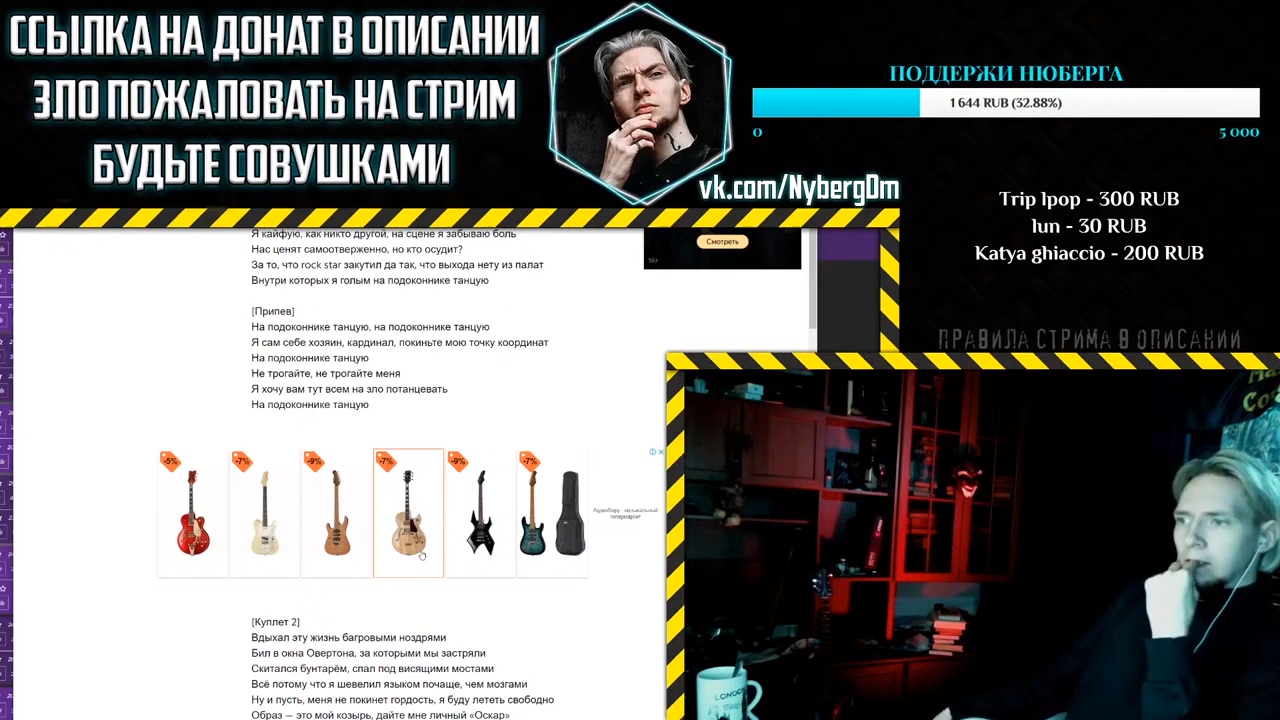 ССЫЛКА НА ДОНАТ В ОПИСАНИИ
ЗЛО ПОЖАЛОВАТЬ НА СТРИМ
БУДЬТЕ СОВУШКАМИ
vk.com/NybergDm
ПОДДЕРЖИ НЮБЕРГА
1 644 RUB (32.88%)
0
5 000
Trip lpop - 300 RUB
lun - 30 RUB
Katya ghiaccio - 200 RUB
ПРАВИЛА СТРИМА В ОПИСАНИИ
Я кайфую, как никто другой, на сцене я забываю боль
Нас ценят самоотверженно, но кто осудит?
За то, что rock star закутил да так, что выхода нету из палат
Внутри которых я голым на подоконнике танцую
Смотреть
16+
[Припев]
На подоконнике танцую, на подоконнике танцую
Я сам себе хозяин, кардинал, покиньте мою точку координат
На подоконнике танцую
Не трогайте, не трогайте меня
Я хочу вам тут всем на зло потанцевать
На подоконнике танцую
-5%
-7%
-9%
-7%
-9%
-7%
АудиоГуру - музыкальный
гипермаркет
[Куплет 2]
Вдыхал эту жизнь багровыми ноздрями
Бил в окна Овертона, за которыми мы застряли
Скитался бунтарём, спал под висящими мостами
Всё потому что я шевелил языком почаще, чем мозгами
Ну и пусть, меня не покинет гордость, я буду лететь свободно
Образ — это мой козырь, дайте мне личный «Оскар»
LONDON